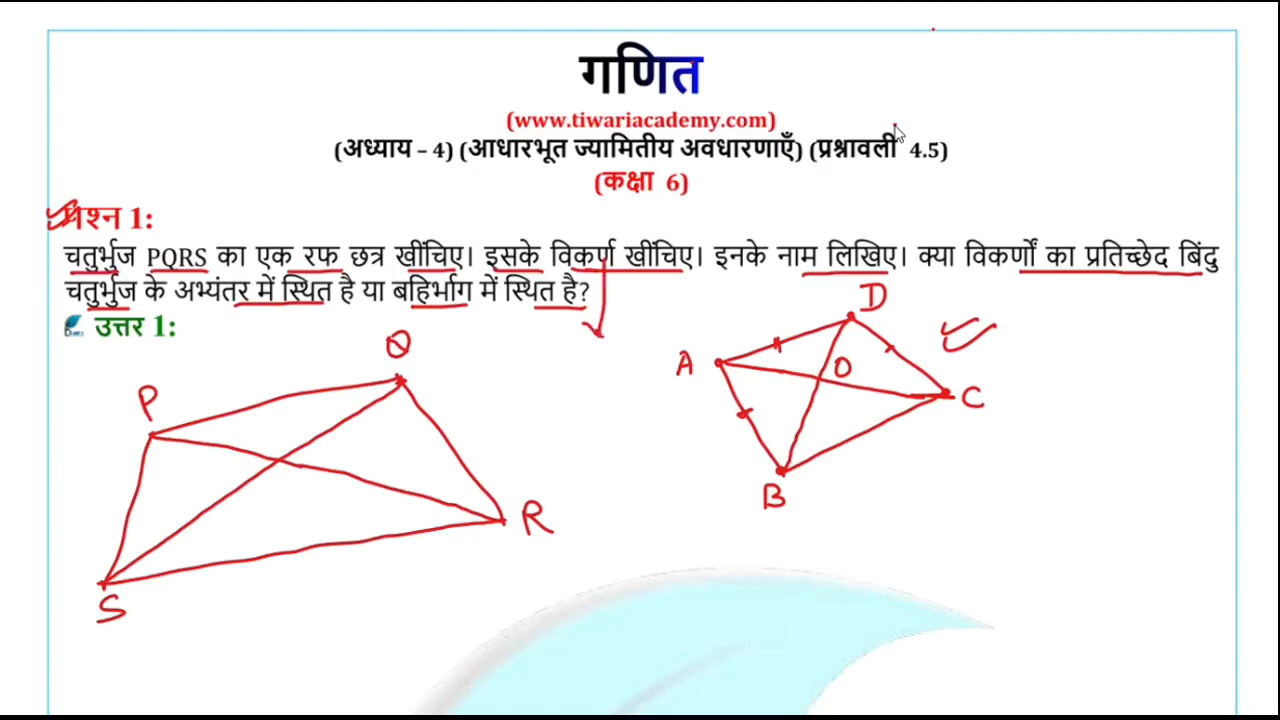 गणित
(www.tiwariacademy.com)
(अध्याय – 4) (आधारभूत ज्यामितीय अवधारणाएँ) (प्रश्नावली 4.5)
(कक्षा 6)
प्रश्न 1:
चतुर्भुज PQRS का एक रफ छत्र खींचिए। इसके विकर्ण खींचिए। इनके नाम लिखिए। क्या विकर्णों का प्रतिच्छेद बिंदु
चतुर्भुज के अभ्यंतर में स्थित है या बहिर्भाग में स्थित है?
उत्तर 1:
P
Q
R
S
A
D
O
C
B